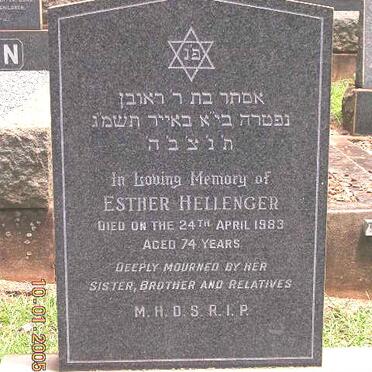 פ״נ
אסתר בת ר׳ ראובן
נפטרה בי״א באייר תשמ״ג
ת׳ נ׳ צ׳ ב׳ ה׳
In Loving Memory of
ESTHER HELLENGER
DIED ON THE 24TH APRIL 1983
AGED 74 YEARS
DEEPLY MOURNED BY HER
SISTER, BROTHER AND RELATIVES
M.H.D.S.R.I.P.
10.01.2005